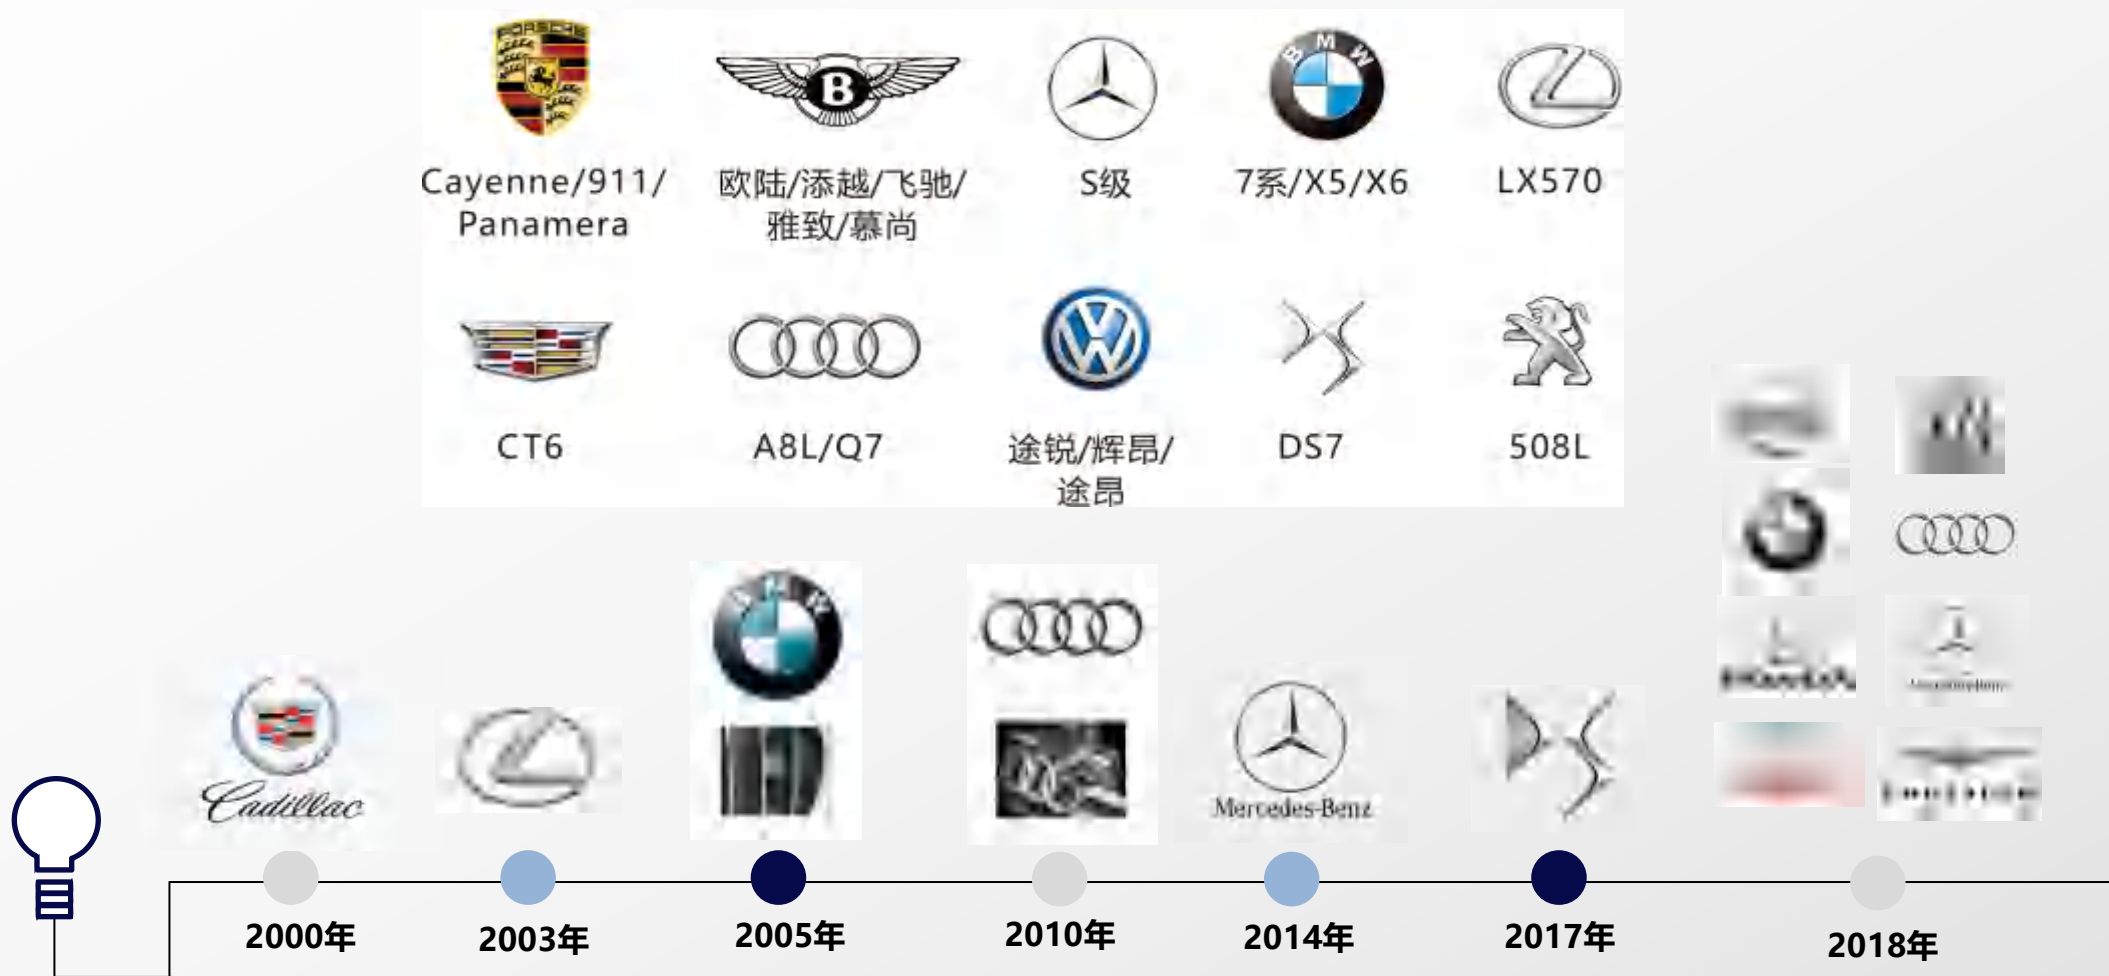 PORSCHE
B
BMW
Cayenne/911/
Panamera
欧陆/添越/飞驰/
雅致/慕尚
S级
7系/X5/X6
LX570
CT6
A8L/Q7
途锐/辉昂/
途昂
DS7
508L
BMW
Cadillac
Mercedes-Benz
2000年
2003年
2005年
2010年
2014年
2017年
2018年